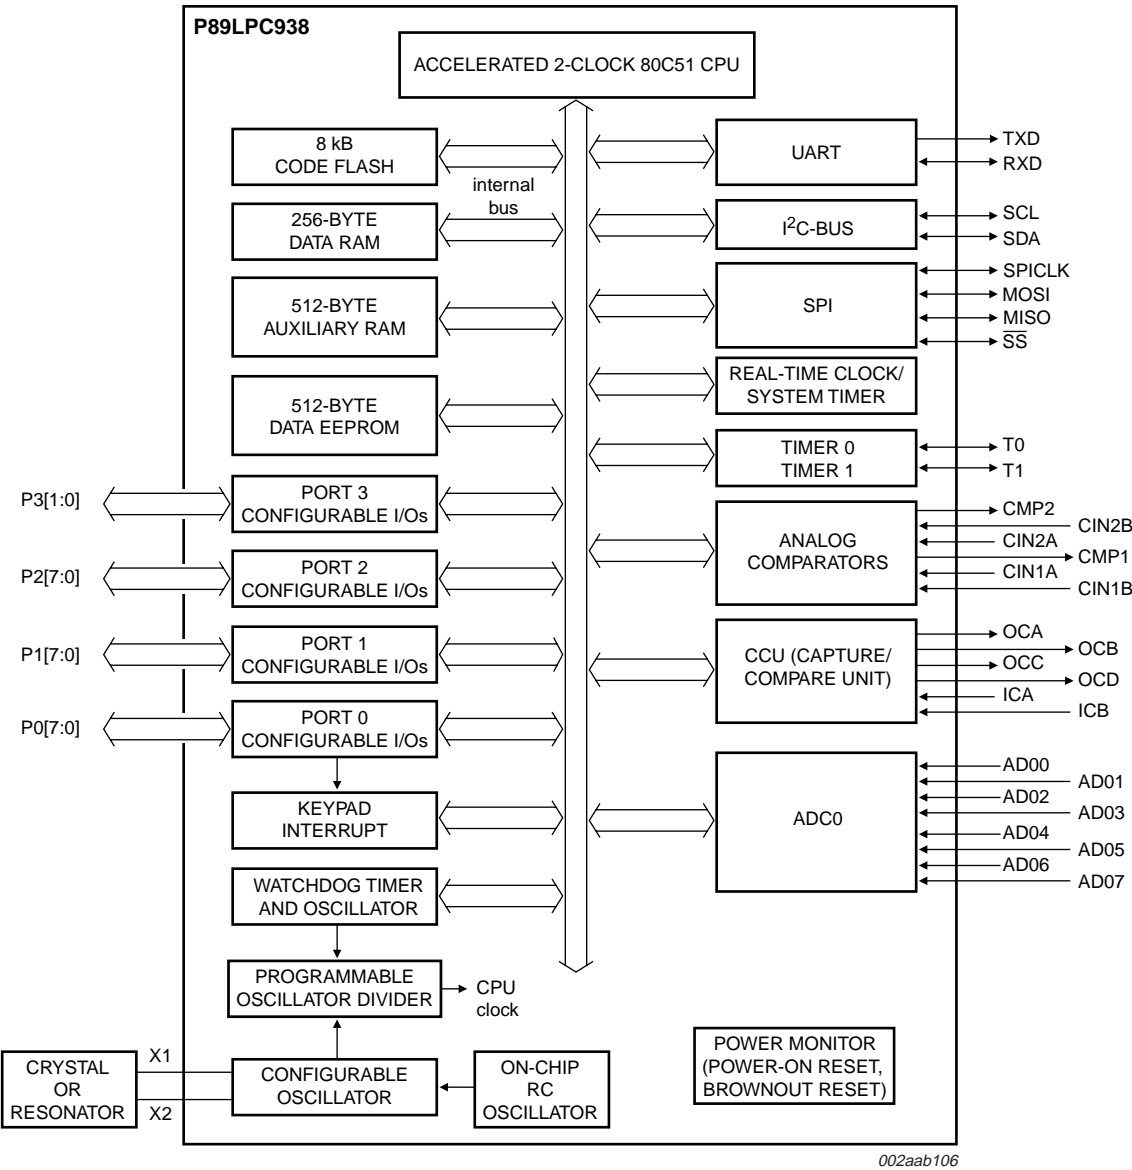 P89LPC938
ACCELERATED 2-CLOCK 80C51 CPU
8 kB
CODE FLASH
internal
bus
256-BYTE
DATA RAM
512-BYTE
AUXILIARY RAM
512-BYTE
DATA EEPROM
P3[1:0]
PORT 3
CONFIGURABLE I/Os
P2[7:0]
PORT 2
CONFIGURABLE I/Os
P1[7:0]
PORT 1
CONFIGURABLE I/Os
P0[7:0]
PORT 0
CONFIGURABLE I/Os
KEYPAD
INTERRUPT
WATCHDOG TIMER
AND OSCILLATOR
PROGRAMMABLE
OSCILLATOR DIVIDER
CPU
clock
CRYSTAL
OR
RESONATOR
X1
X2
CONFIGURABLE
OSCILLATOR
ON-CHIP
RC
OSCILLATOR
UART
TXD
RXD
I2C-BUS
SCL
SDA
SPI
SPICLK
MOSI
MISO
SS
REAL-TIME CLOCK/
SYSTEM TIMER
TIMER 0
TIMER 1
T0
T1
ANALOG
COMPARATORS
CMP2
CIN2B
CIN2A
CMP1
CIN1A
CIN1B
CCU (CAPTURE/
COMPARE UNIT)
OCA
OCB
OCC
OCD
ICA
ICB
ADC0
AD00
AD01
AD02
AD03
AD04
AD05
AD06
AD07
POWER MONITOR
(POWER-ON RESET,
BROWNOUT RESET)
002aab106